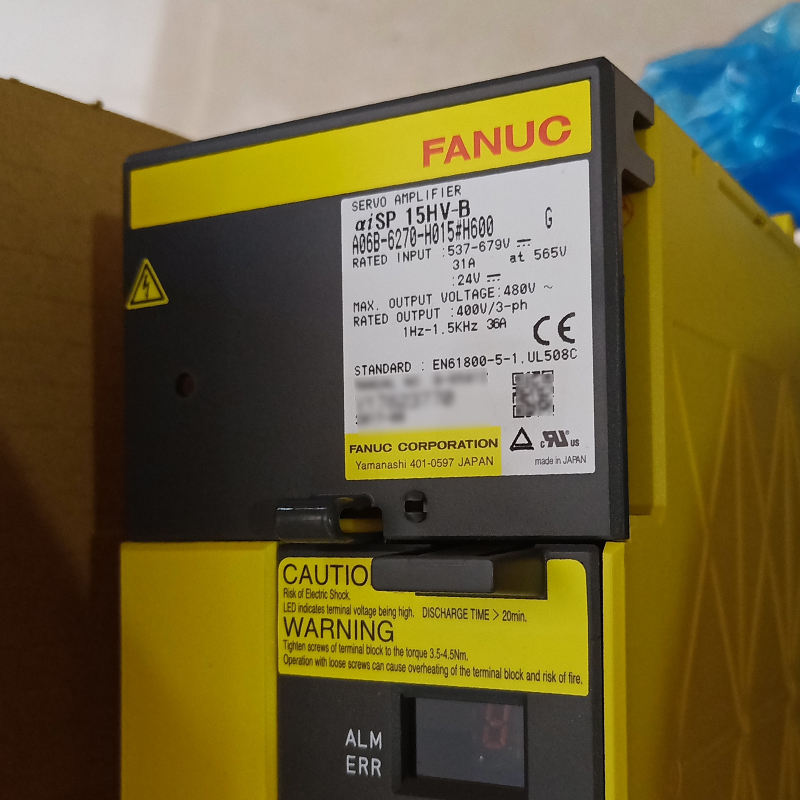 FANUC
SERVO AMPLIFIER
αiSP 15HV-B
A06B-6270-H015#H600
G
RATED INPUT :537-679V ⎓
31A at 565V
:24V ⎓
MAX. OUTPUT VOLTAGE:480V ~
RATED OUTPUT :400V/3-ph
1Hz-1.5KHz 36A
CE
STANDARD : EN61800-5-1.UL508C
FANUC CORPORATION
Yamanashi 401-0597 JAPAN
c US
made in JAPAN
CAUTIO
Risk of Electric Shock.
LED indicates terminal voltage being high. DISCHARGE TIME > 20min.
WARNING
Tighten screws of terminal block to the torque 3.5-4.5Nm.
Operation with loose screws can cause overheating of the terminal block and risk of fire.
ALM
ERR